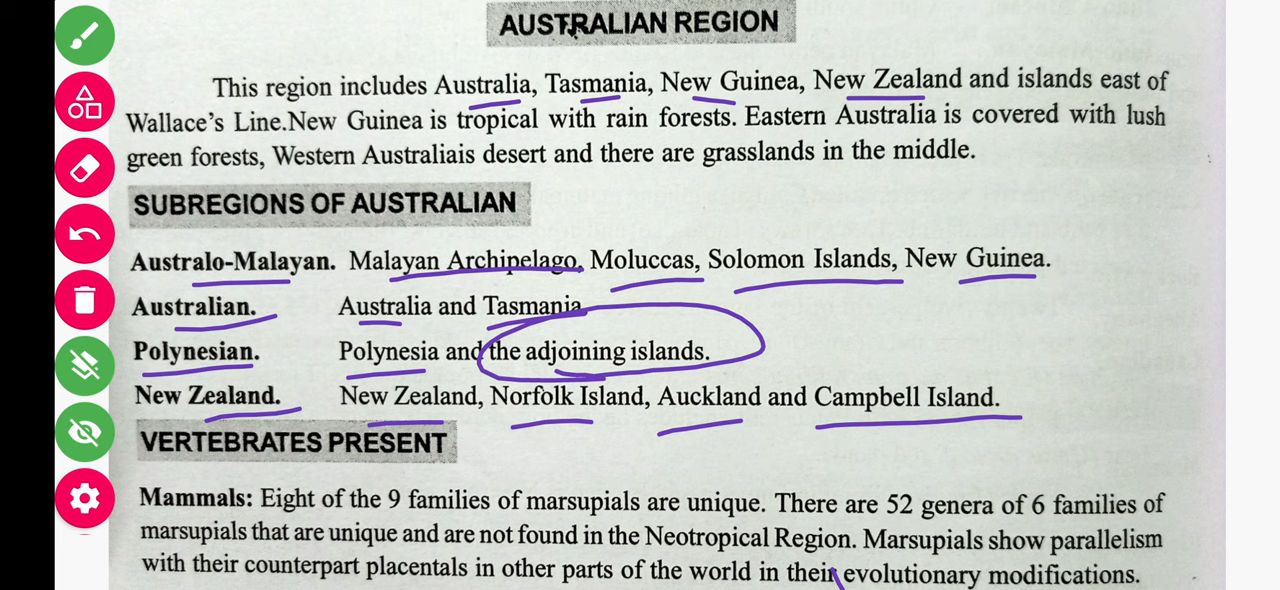 AUSTRALIAN REGION
This region includes Australia, Tasmania, New Guinea, New Zealand and islands east of
Wallace's Line.New Guinea is tropical with rain forests. Eastern Australia is covered with lush
green forests, Western Australiais desert and there are grasslands in the middle.
SUBREGIONS OF AUSTRALIAN
Australo-Malayan. Malayan Archipelago, Moluccas, Solomon Islands, New Guinea.
Australian. Australia and Tasmania
Polynesian. Polynesia and the adjoining islands.
New Zealand. New Zealand, Norfolk Island, Auckland and Campbell Island.
VERTEBRATES PRESENT
Mammals: Eight of the 9 families of marsupials are unique. There are 52 genera of 6 families of
marsupials that are unique and are not found in the Neotropical Region. Marsupials show parallelism
with their counterpart placentals in other parts of the world in their evolutionary modifications.